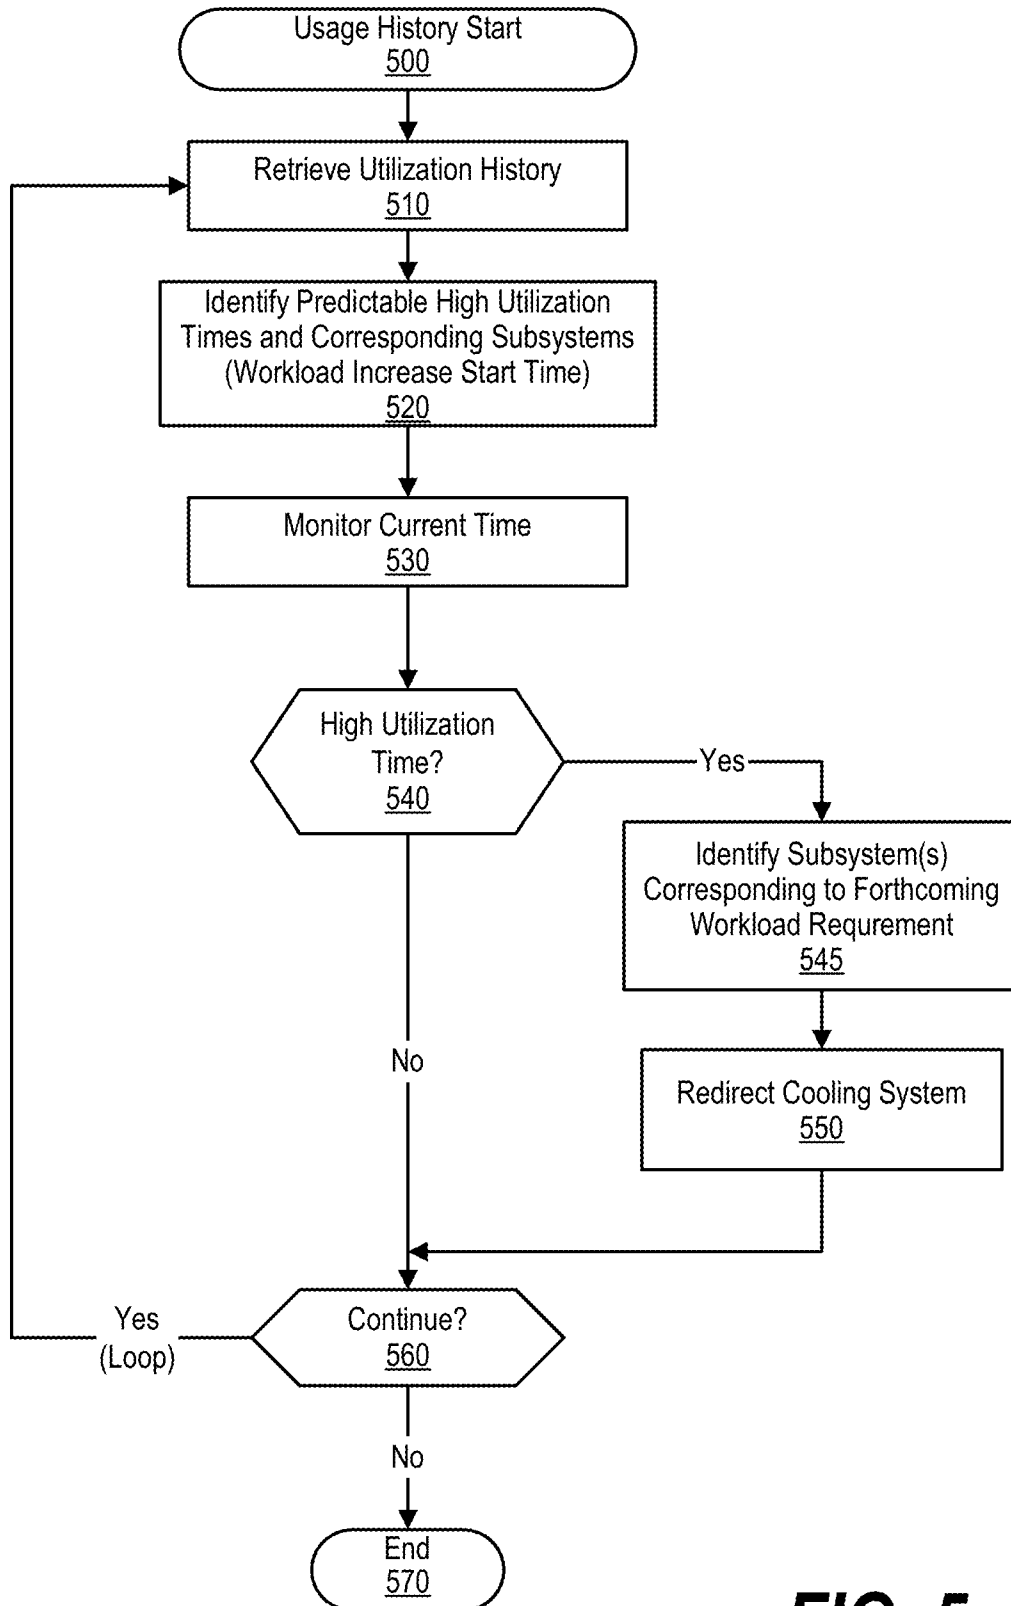 Usage History Start
500
Retrieve Utilization History
510
Identify Predictable High Utilization
Times and Corresponding Subsystems
(Workload Increase Start Time)
520
Monitor Current Time
530
High Utilization
Time?
540
Yes
Identify Subsystem(s)
Corresponding to Forthcoming
Workload Requrement
545
No
Redirect Cooling System
550
Yes
(Loop)
Continue?
560
No
End
570
FIG. 5